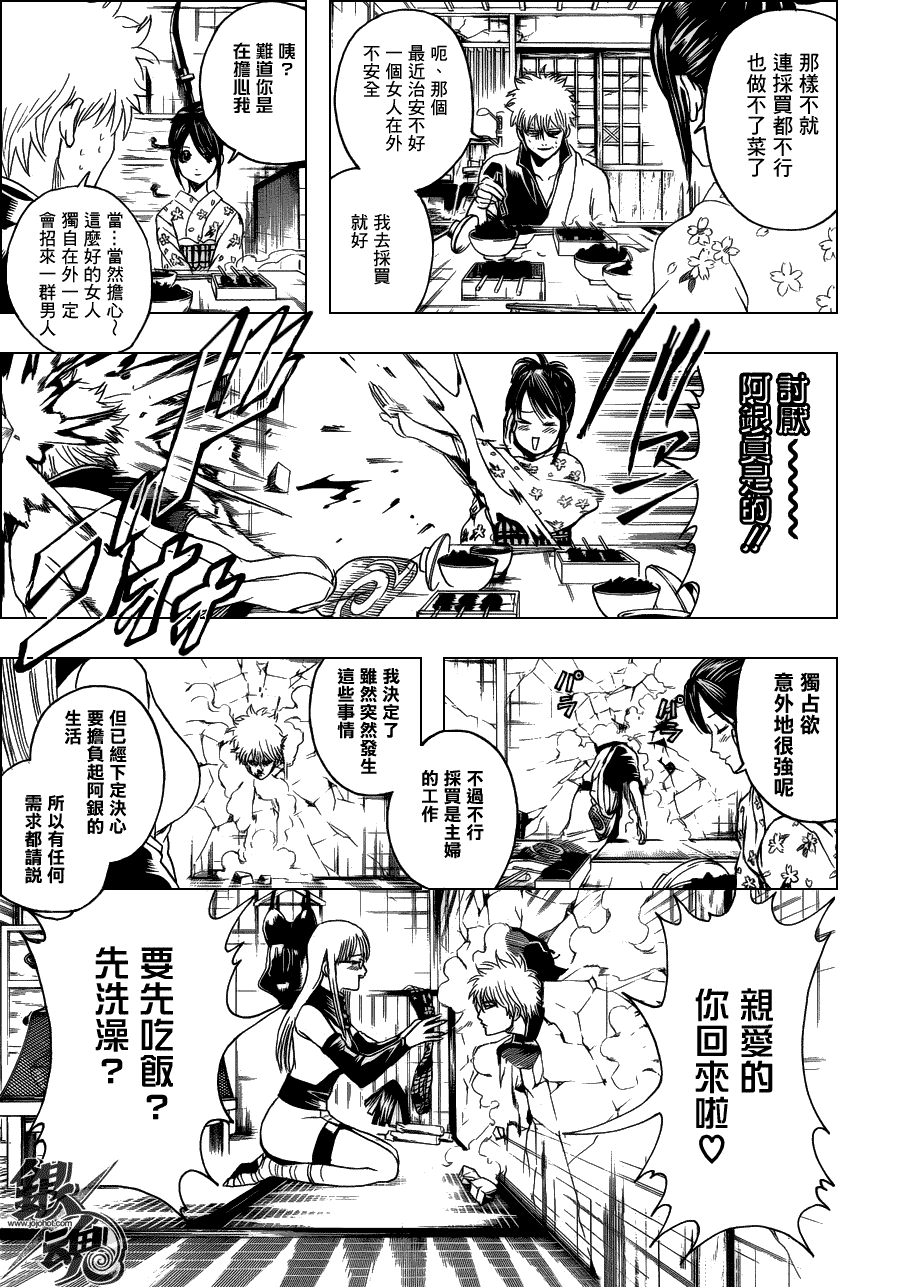 那樣不就
連採買都不行
也做不了菜了
呃、那個
最近治安不好
一個女人在外
不安全
我去採買
就好
咦？
難道你是
在擔心我
當…當然擔心～
這麼好的女人
獨自在外一定
會招來一群男人
討厭～～～
阿銀真是的!!
ドゴオオ
獨占欲
意外地很強呢
パラ
パラ
不過不行
採買是主婦
的工作
我決定了
雖然突然發生
這些事情
但已經下定決心
要擔負起阿銀的
生活
所以有任何
需求都請說
親愛的
你回來啦♡
要先吃飯？
先洗澡？
銀魂
www.jojohot.com